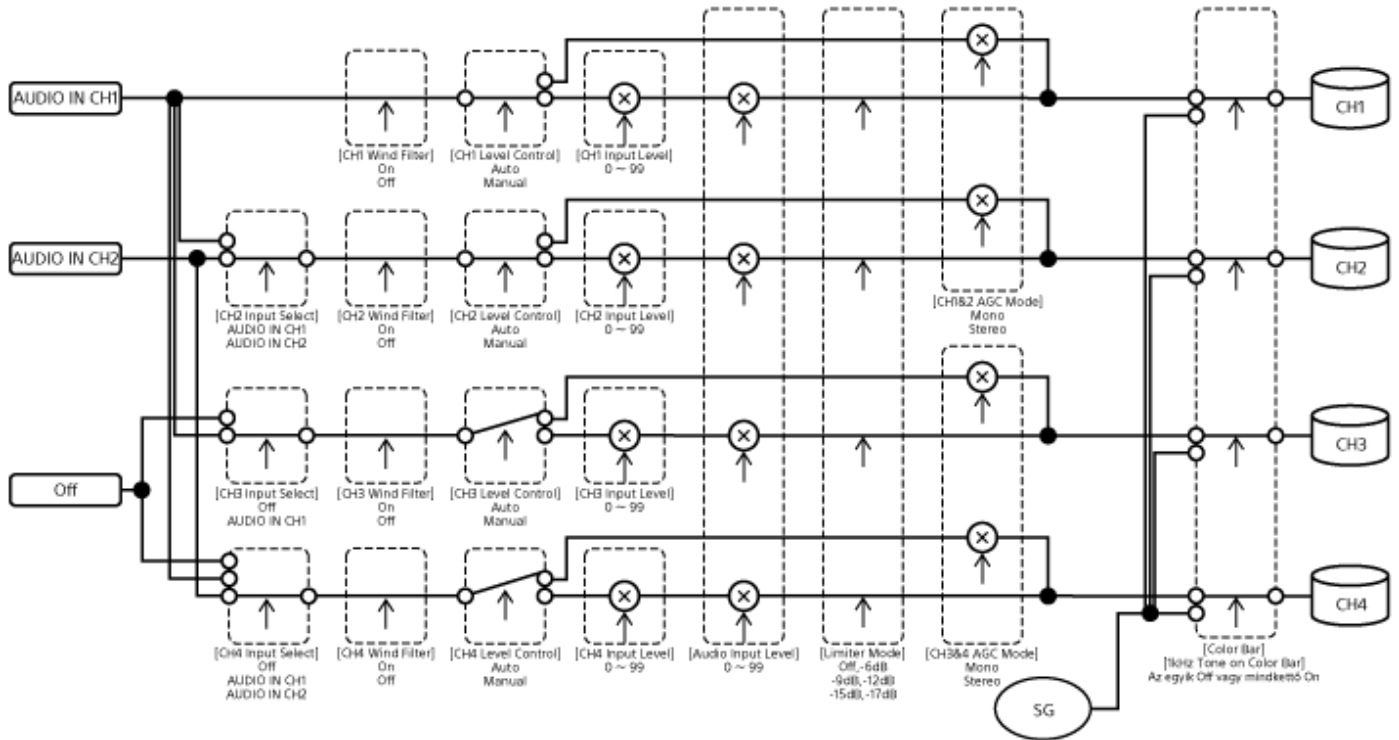 AUDIO IN CH1
[CH1 Wind Filter]
On
Off
[CH1 Level Control]
Auto
Manual
[CH1 Input Level]
0 ~ 99
CH1
AUDIO IN CH2
[CH2 Input Select]
AUDIO IN CH1
AUDIO IN CH2
[CH2 Wind Filter]
On
Off
[CH2 Level Control]
Auto
Manual
[CH2 Input Level]
0 ~ 99
[CH1&2 AGC Mode]
Mono
Stereo
CH2
Off
[CH3 Input Select]
Off
AUDIO IN CH1
[CH3 Wind Filter]
On
Off
[CH3 Level Control]
Auto
Manual
[CH3 Input Level]
0 ~ 99
CH3
[CH4 Input Select]
Off
AUDIO IN CH1
AUDIO IN CH2
[CH4 Wind Filter]
On
Off
[CH4 Level Control]
Auto
Manual
[CH4 Input Level]
0 ~ 99
[Audio Input Level]
0 ~ 99
[Limiter Mode]
Off,-6dB
-9dB,-12dB
-15dB,-17dB
[CH3&4 AGC Mode]
Mono
Stereo
[Color Bar]
[1kHz Tone on Color Bar]
Az egyik Off vagy mindkettő On
CH4
SG